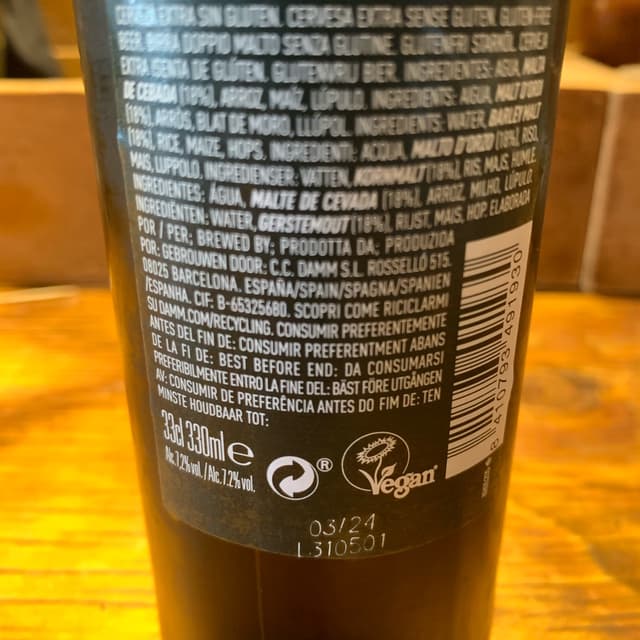 CERVEZA EXTRA SIN GLUTEN. CERVESA EXTRA SENSE GLUTEN. GLUTEN FREE
BEER. BIRRA DOPPIO MALTO SENZA GLUTINE. GLUTENFRI STARKÖL. CERVEJA
EXTRA SEM GLÚTEN. GLUTENVRIJ BIER. INGREDIENTES: AGUA, MALTA
DE CEBADA (18%), ARROZ, MAÍZ, LÚPULO. INGREDIENTS: AIGUA, MALT D'ORDI
(18%), ARRÒS, BLAT DE MORO, LLÚPOL. INGREDIENTS: WATER, BARLEY MALT
(18%), RICE, MAIZE, HOPS. INGREDIENTI: ACQUA, MALTO D'ORZO (18%), RISO,
MAIS, LUPPOLO. INGREDIENSER: VATTEN, KORNMALT (18%), RIS, MAJS, HUMLE.
INGREDIENTES: ÁGUA, MALTE DE CEVADA (18%), ARROZ, MILHO, LÚPULO.
INGREDIËNTEN: WATER, GERSTEMOUT (18%), RIJST, MAIS, HOP. ELABORADA
POR / PER: BREWED BY: PRODOTTA DA: PRODUZIDA
POR: GEBROUWEN DOOR: C.C. DAMM S.L. ROSSELLÓ 515,
08025 BARCELONA. ESPAÑA/SPAIN/SPAGNA/SPANIEN
/ESPANHA. CIF: B-65325680. SCOPRI COME RICICLARMI
SU DAMM.COM/RECYCLING. CONSUMIR PREFERENTEMENTE
ANTES DEL FIN DE: CONSUMIR PREFERENTMENT ABANS
DE LA FI DE: BEST BEFORE END: DA CONSUMARSI
PREFERIBILMENTE ENTRO LA FINE DEL: BÄST FÖRE UTGÅNGEN
AV: CONSUMIR DE PREFERÊNCIA ANTES DO FIM DE: TEN
MINSTE HOUDBAAR TOT:
33cl 330ml e
Alc. 7,2% vol. / Alc. 7.2% vol.
®
Vegan
8 410793 491930
03/24
L310501